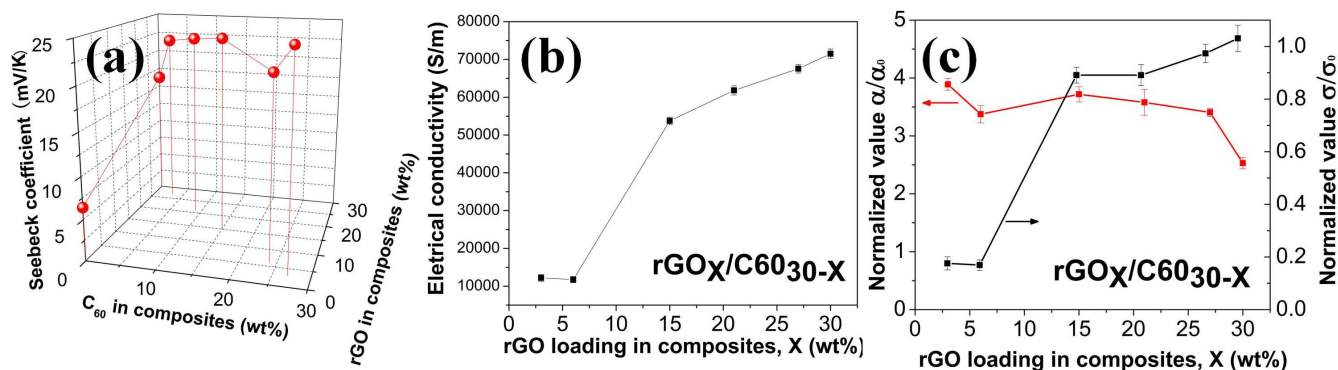 (a)
Seebeck coefficient (mV/K)
25
20
15
10
5
0
0
10
20
30
C60 in composites (wt%)
30
20
10
0
rGO in composites (wt%)
(b)
Eletrical conductivity (S/m)
80000
70000
60000
50000
40000
30000
20000
10000
rGOX/C6030-X
0 5 10 15 20 25 30
rGO loading in composites, X (wt%)
(c)
Normalized value α/α0
5
4
3
2
1
0
rGOX/C6030-X
0 5 10 15 20 25 30
rGO loading in composites, X (wt%)
1.0
0.8
0.6
0.4
0.2
0.0
Normalized value σ/σ0